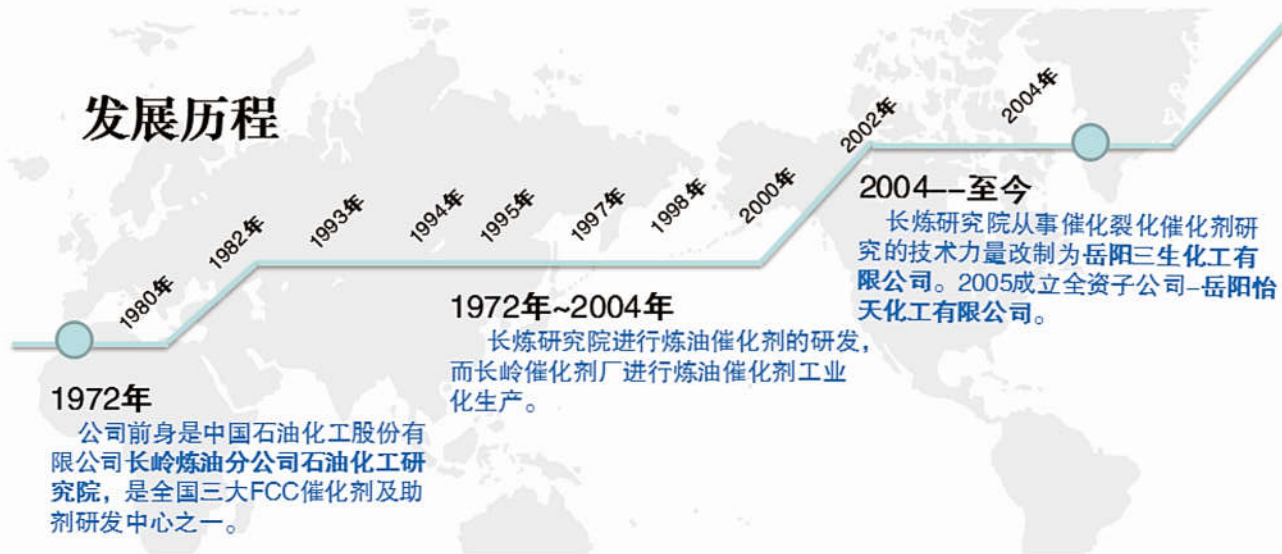 发展历程
1980年
1982年
1993年
1994年
1995年
1997年
1998年
2000年
2002年
2004年
1972年
公司前身是中国石油化工股份有
限公司长岭炼油分公司石油化工研
究院，是全国三大FCC催化剂及助
剂研发中心之一。
1972年~2004年
长炼研究院进行炼油催化剂的研发，
而长岭催化剂厂进行炼油催化剂工业
化生产。
2004--至今
长炼研究院从事催化裂化催化剂研
究的技术力量改制为岳阳三生化工有
限公司。2005成立全资子公司-岳阳怡
天化工有限公司。